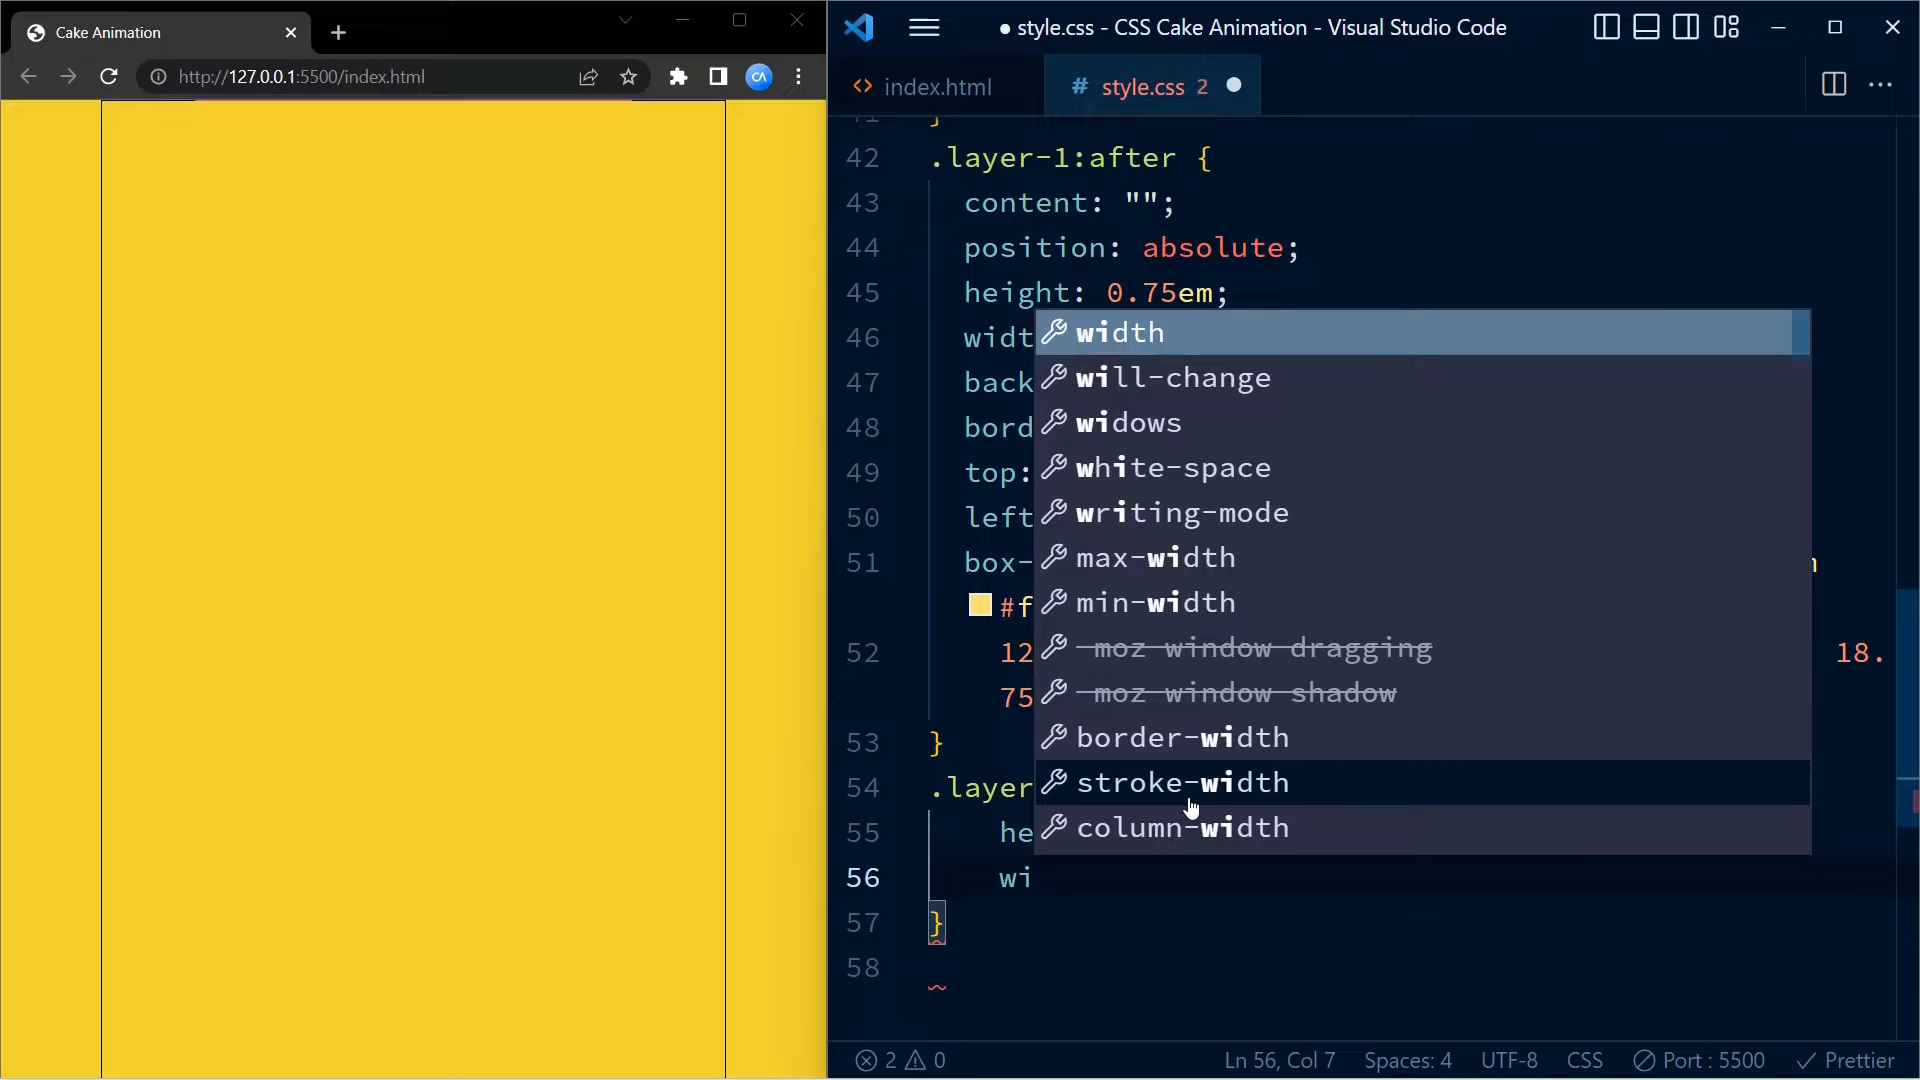 Cake Animation
http://127.0.0.1:5500/index.html
CA
style.css - CSS Cake Animation - Visual Studio Code
<> index.html
# style.css 2
41 }
42 .layer-1:after {
43 content: "";
44 position: absolute;
45 height: 0.75em;
46 widt
47 back
48 bord
49 top:
50 left
51 box-
#f
52 12 18.
75
53 }
54 .layer
55 he
56 wi
57 }
58
width
will-change
widows
white-space
writing-mode
max-width
min-width
moz window dragging
moz window shadow
border-width
stroke-width
column-width
2 0 Ln 56, Col 7 Spaces: 4 UTF-8 CSS Port : 5500 Prettier